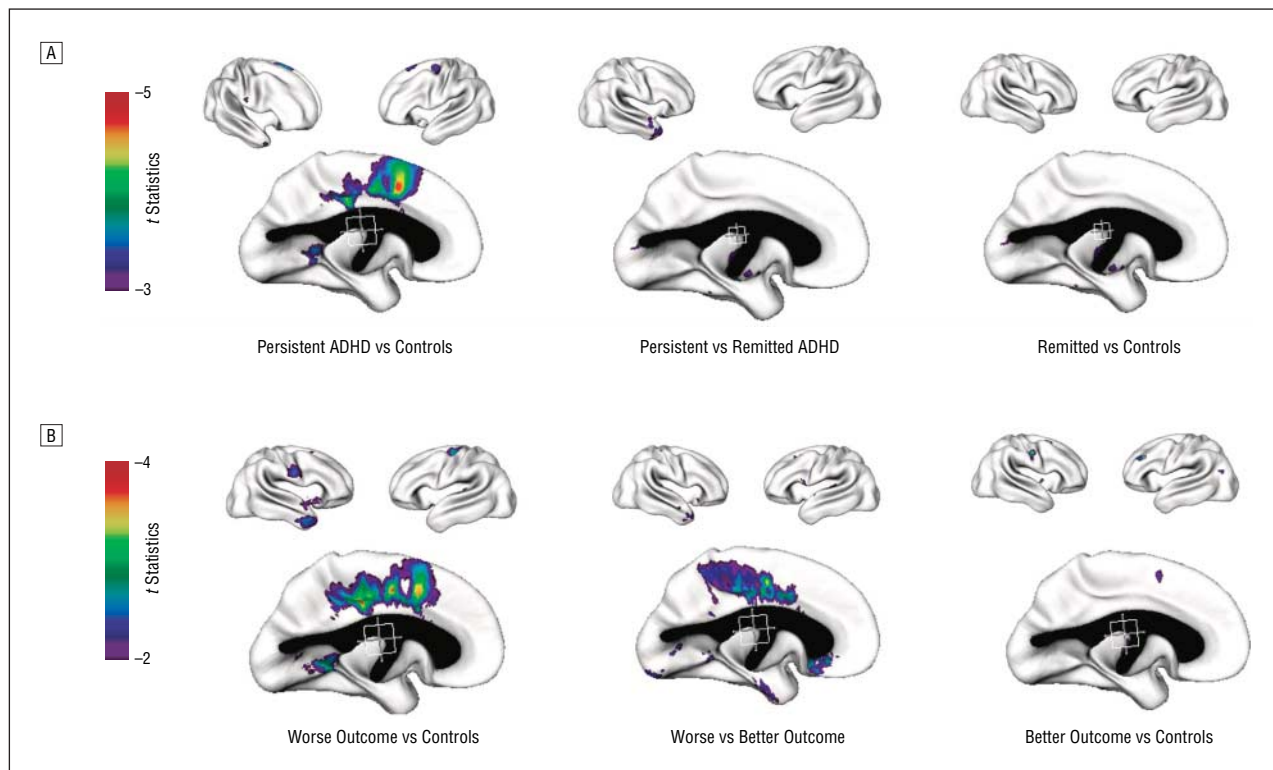 A
–5
t Statistics
–3
Persistent ADHD vs Controls
Persistent vs Remitted ADHD
Remitted vs Controls
B
–4
t Statistics
–2
Worse Outcome vs Controls
Worse vs Better Outcome
Better Outcome vs Controls